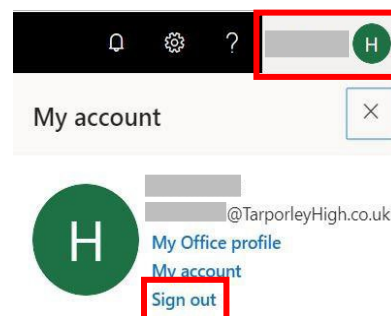 ? H
My account
@TarporleyHigh.co.uk
H
My Office profile
My account
Sign out